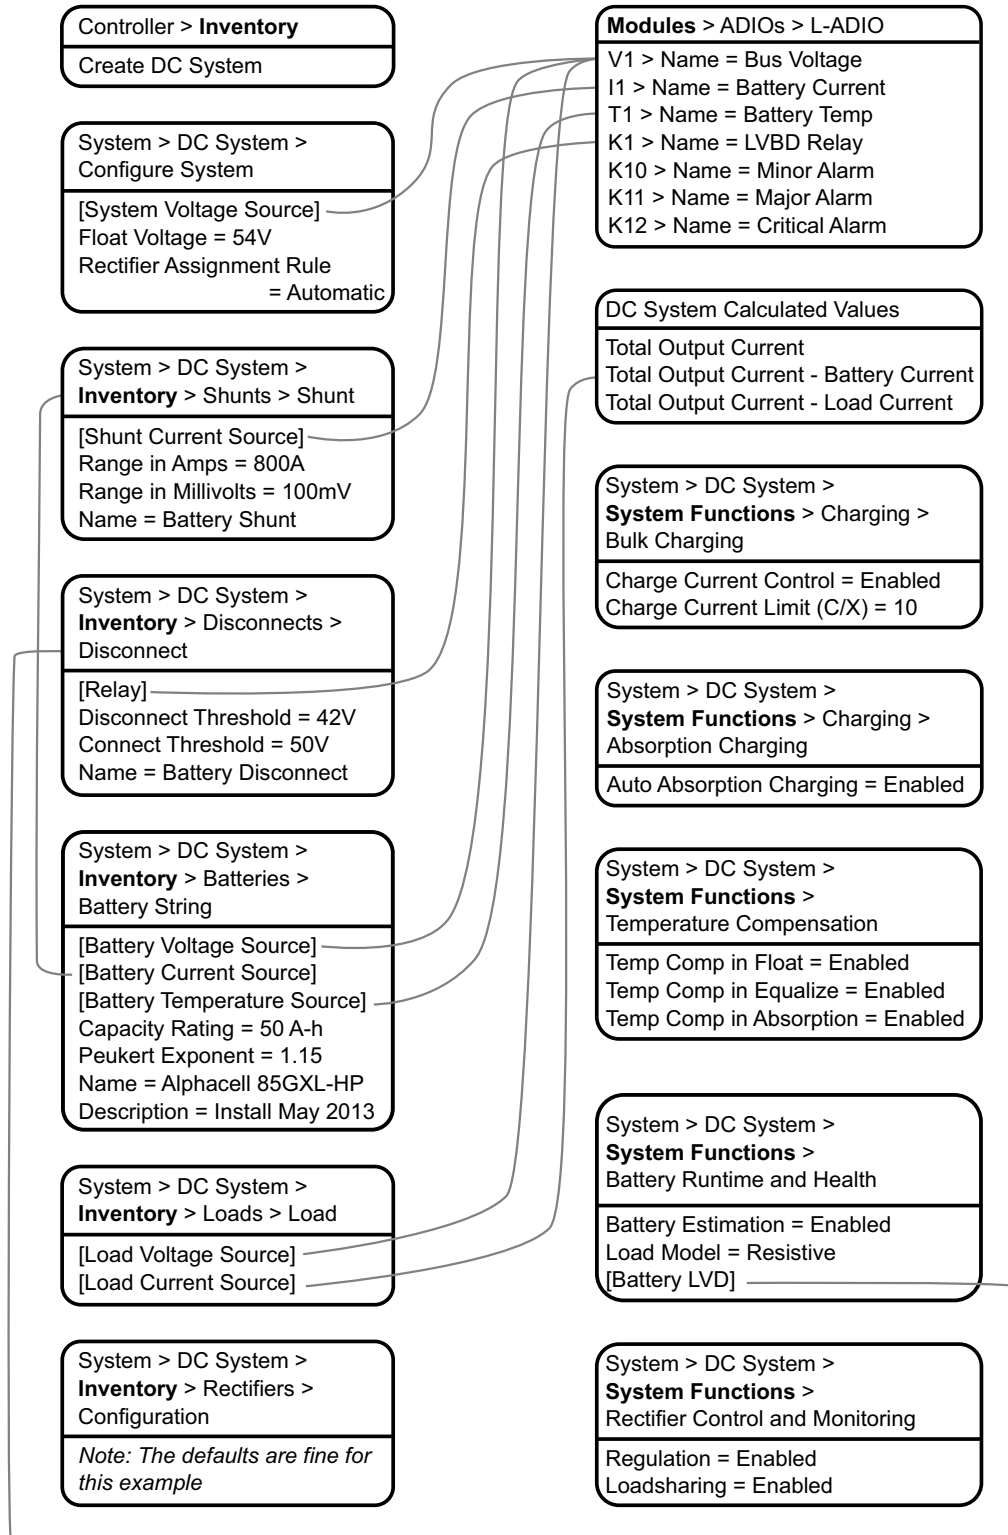 Controller > Inventory
Create DC System
System > DC System >
Configure System
[System Voltage Source]
Float Voltage = 54V
Rectifier Assignment Rule
= Automatic
System > DC System >
Inventory > Shunts > Shunt
[Shunt Current Source]
Range in Amps = 800A
Range in Millivolts = 100mV
Name = Battery Shunt
System > DC System >
Inventory > Disconnects >
Disconnect
[Relay]
Disconnect Threshold = 42V
Connect Threshold = 50V
Name = Battery Disconnect
System > DC System >
Inventory > Batteries >
Battery String
[Battery Voltage Source]
[Battery Current Source]
[Battery Temperature Source]
Capacity Rating = 50 A-h
Peukert Exponent = 1.15
Name = Alphacell 85GXL-HP
Description = Install May 2013
System > DC System >
Inventory > Loads > Load
[Load Voltage Source]
[Load Current Source]
System > DC System >
Inventory > Rectifiers >
Configuration
Note: The defaults are fine for
this example
Modules > ADIOs > L-ADIO
V1 > Name = Bus Voltage
I1 > Name = Battery Current
T1 > Name = Battery Temp
K1 > Name = LVBD Relay
K10 > Name = Minor Alarm
K11 > Name = Major Alarm
K12 > Name = Critical Alarm
DC System Calculated Values
Total Output Current
Total Output Current - Battery Current
Total Output Current - Load Current
System > DC System >
System Functions > Charging >
Bulk Charging
Charge Current Control = Enabled
Charge Current Limit (C/X) = 10
System > DC System >
System Functions > Charging >
Absorption Charging
Auto Absorption Charging = Enabled
System > DC System >
System Functions >
Temperature Compensation
Temp Comp in Float = Enabled
Temp Comp in Equalize = Enabled
Temp Comp in Absorption = Enabled
System > DC System >
System Functions >
Battery Runtime and Health
Battery Estimation = Enabled
Load Model = Resistive
[Battery LVD]
System > DC System >
System Functions >
Rectifier Control and Monitoring
Regulation = Enabled
Loadsharing = Enabled